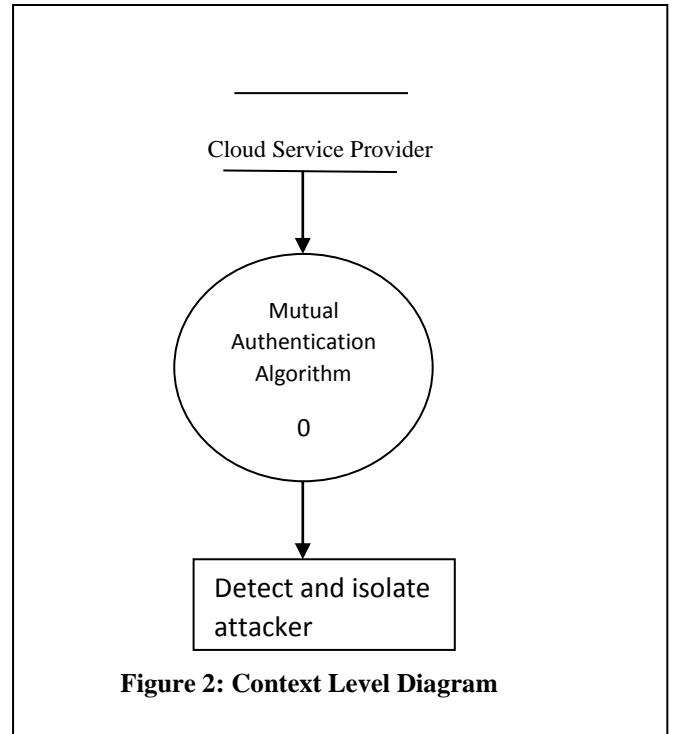 Cloud Service Provider
Mutual
Authentication
Algorithm
0
Detect and isolate
attacker
Figure 2: Context Level Diagram